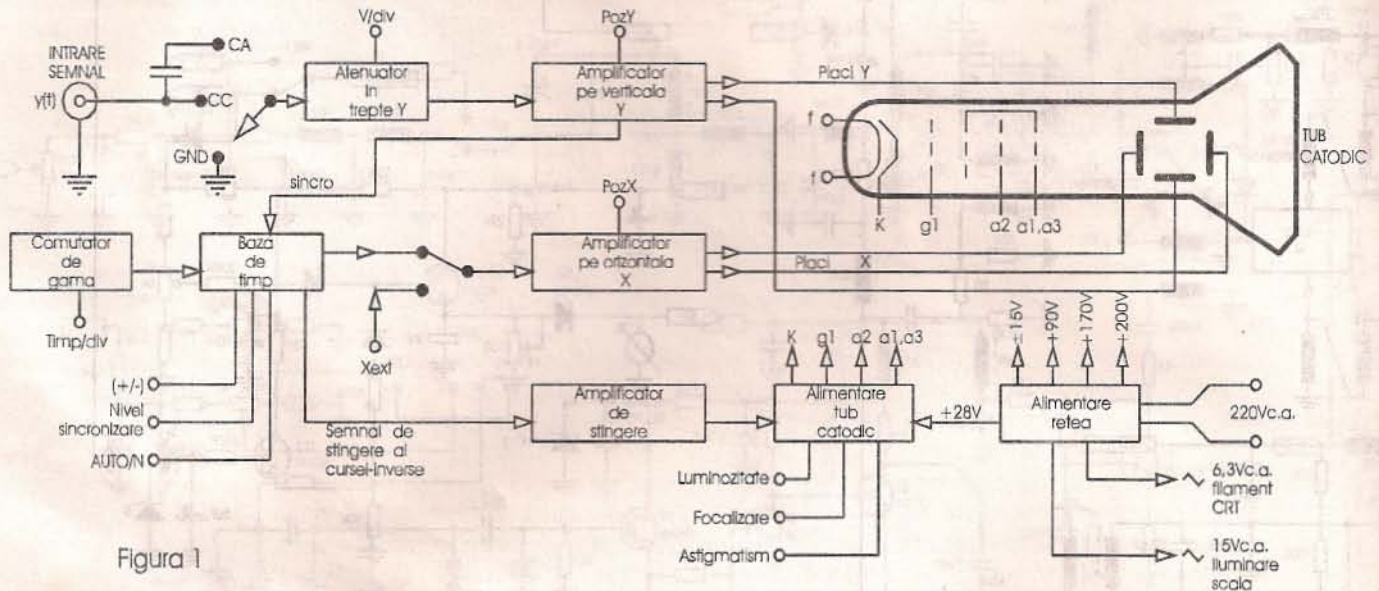 V/div
PozY
INTRARE
SEMNAL
y(t)
CA
CC
GND
Atenuator
in
trepte Y
Amplificator
pe verticala
Y
Placi Y
f
f
K
g1
a2
a1,a3
TUB
CATODIC
sincro
PozX
Comutator
de
gama
Baza
de
timp
Amplificator
pe orizontala
X
Placi X
Timp/div
Xext
(+/-)
Nivel
sincronizare
AUTO/N
Semnal de
stingere al
cursei-inverse
Amplificator
de
stingere
K
g1
a2
a1,a3
Alimentare
tub
catodic
+28V
±15V
+90V
+170V
+200V
Alimentare
retea
220Vc.a.
Luminozitate
Focalizare
Astigmatism
6,3Vc.a.
filament
CRT
15Vc.a.
iluminare
scala
Figura 1